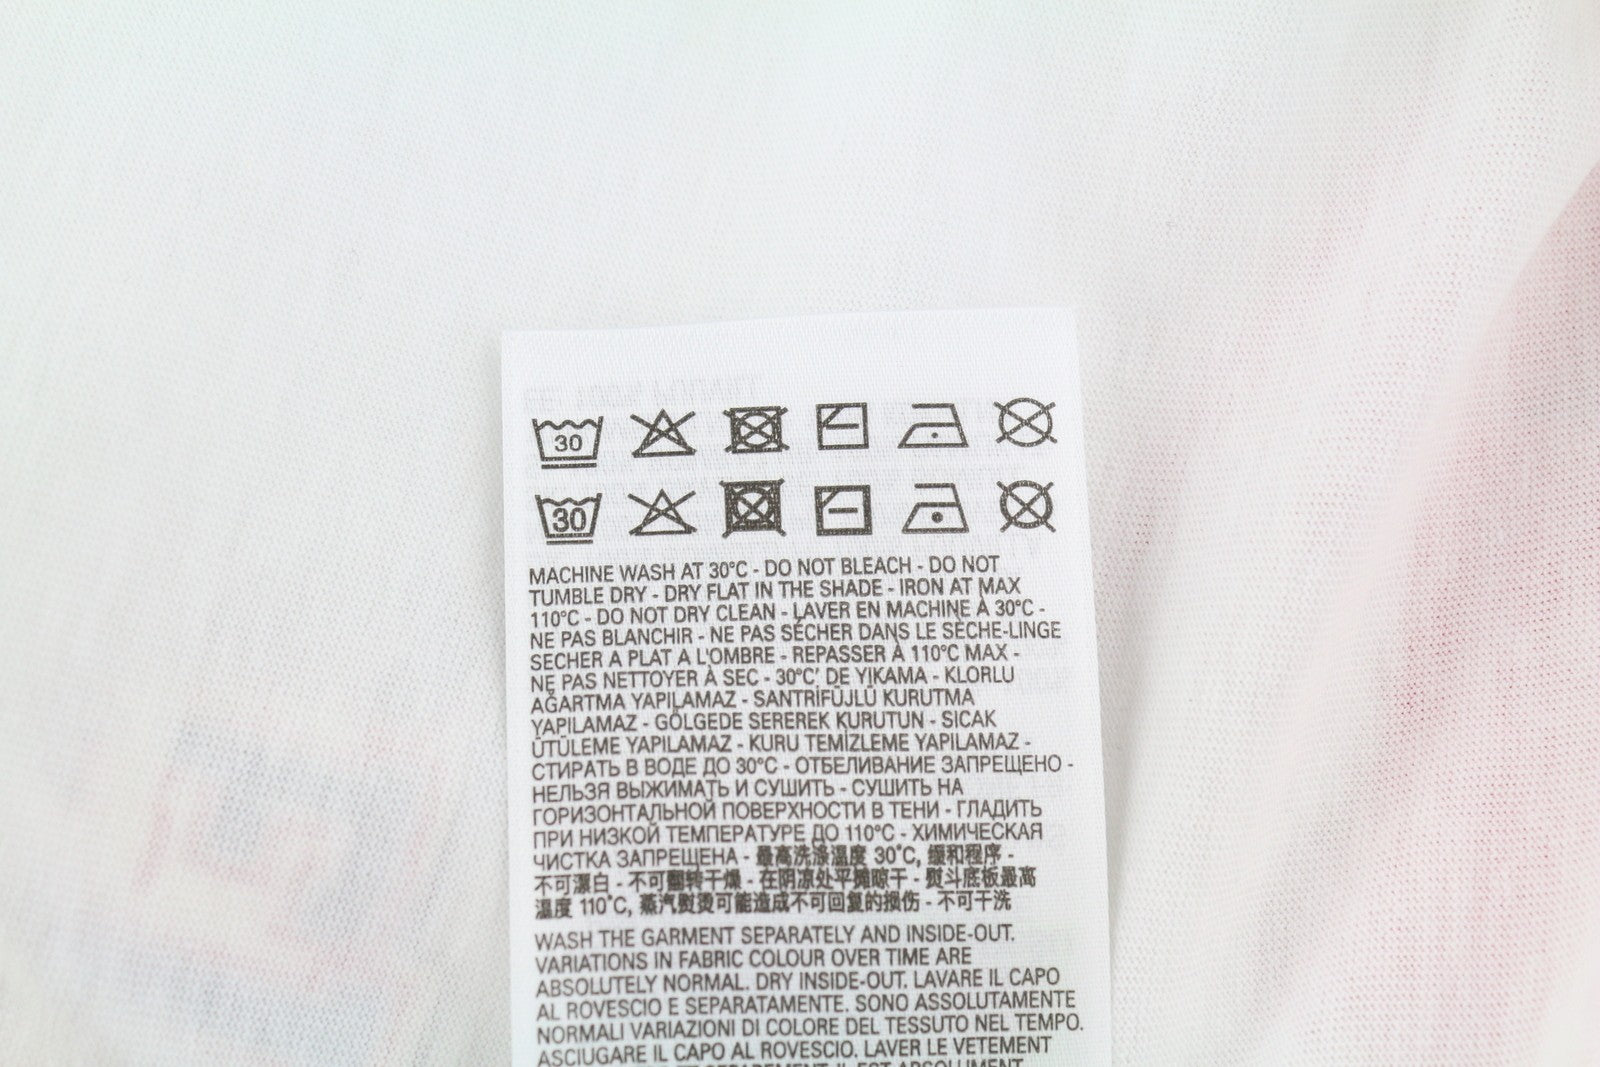 30
30
MACHINE WASH AT 30°C - DO NOT BLEACH - DO NOT
TUMBLE DRY - DRY FLAT IN THE SHADE - IRON AT MAX
110°C - DO NOT DRY CLEAN - LAVER EN MACHINE À 30°C -
NE PAS BLANCHIR - NE PAS SÉCHER DANS LE SÈCHE-LINGE
SECHER A PLAT A L'OMBRE - REPASSER À 110°C MAX -
NE PAS NETTOYER À SEC - 30°C' DE YIKAMA - KLORLU
AĞARTMA YAPILAMAZ - SANTRİFÜJLÜ KURUTMA
YAPILAMAZ - GÖLGEDE SEREREK KURUTUN - SICAK
ÜTÜLEME YAPILAMAZ - KURU TEMİZLEME YAPILAMAZ -
СТИРАТЬ В ВОДЕ ДО 30°C - ОТБЕЛИВАНИЕ ЗАПРЕЩЕНО -
НЕЛЬЗЯ ВЫЖИМАТЬ И СУШИТЬ - СУШИТЬ НА
ГОРИЗОНТАЛЬНОЙ ПОВЕРХНОСТИ В ТЕНИ - ГЛАДИТЬ
ПРИ НИЗКОЙ ТЕМПЕРАТУРЕ ДО 110°C - ХИМИЧЕСКАЯ
ЧИСТКА ЗАПРЕЩЕНА - 最高洗涤温度 30°C, 缓和程序 -
不可漂白 - 不可翻转干燥 - 在阴凉处平摊晾干 - 熨斗底板最高
温度 110°C, 蒸汽熨烫可能造成不可回复的损伤 - 不可干洗
WASH THE GARMENT SEPARATELY AND INSIDE-OUT.
VARIATIONS IN FABRIC COLOUR OVER TIME ARE
ABSOLUTELY NORMAL. DRY INSIDE-OUT. LAVARE IL CAPO
AL ROVESCIO E SEPARATAMENTE. SONO ASSOLUTAMENTE
NORMALI VARIAZIONI DI COLORE DEL TESSUTO NEL TEMPO.
ASCIUGARE IL CAPO AL ROVESCIO. LAVER LE VETEMENT